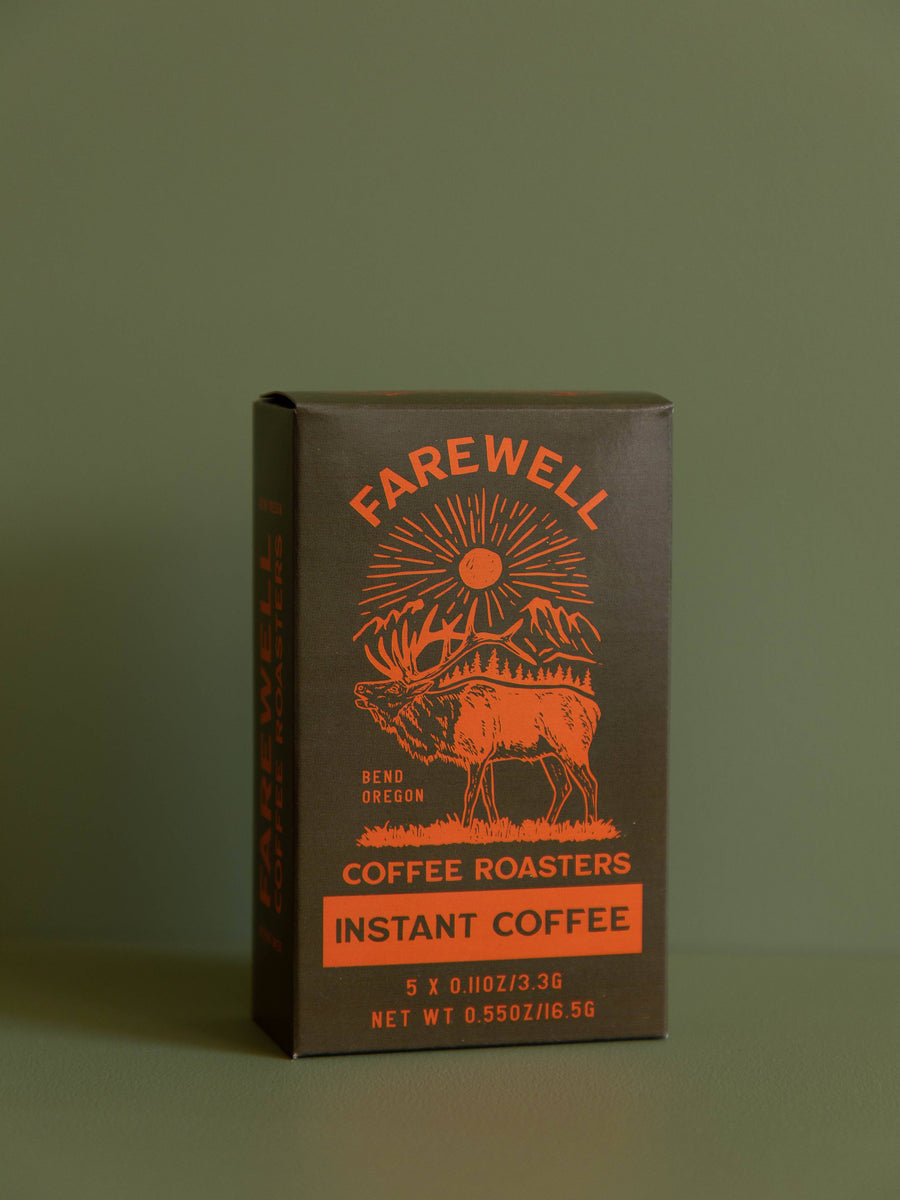 FAREWELL
BEND
OREGON
COFFEE ROASTERS
INSTANT COFFEE
5 X 0.11OZ/3.3G
NET WT 0.55OZ/16.5G
FAREWELL
COFFEE ROASTERS